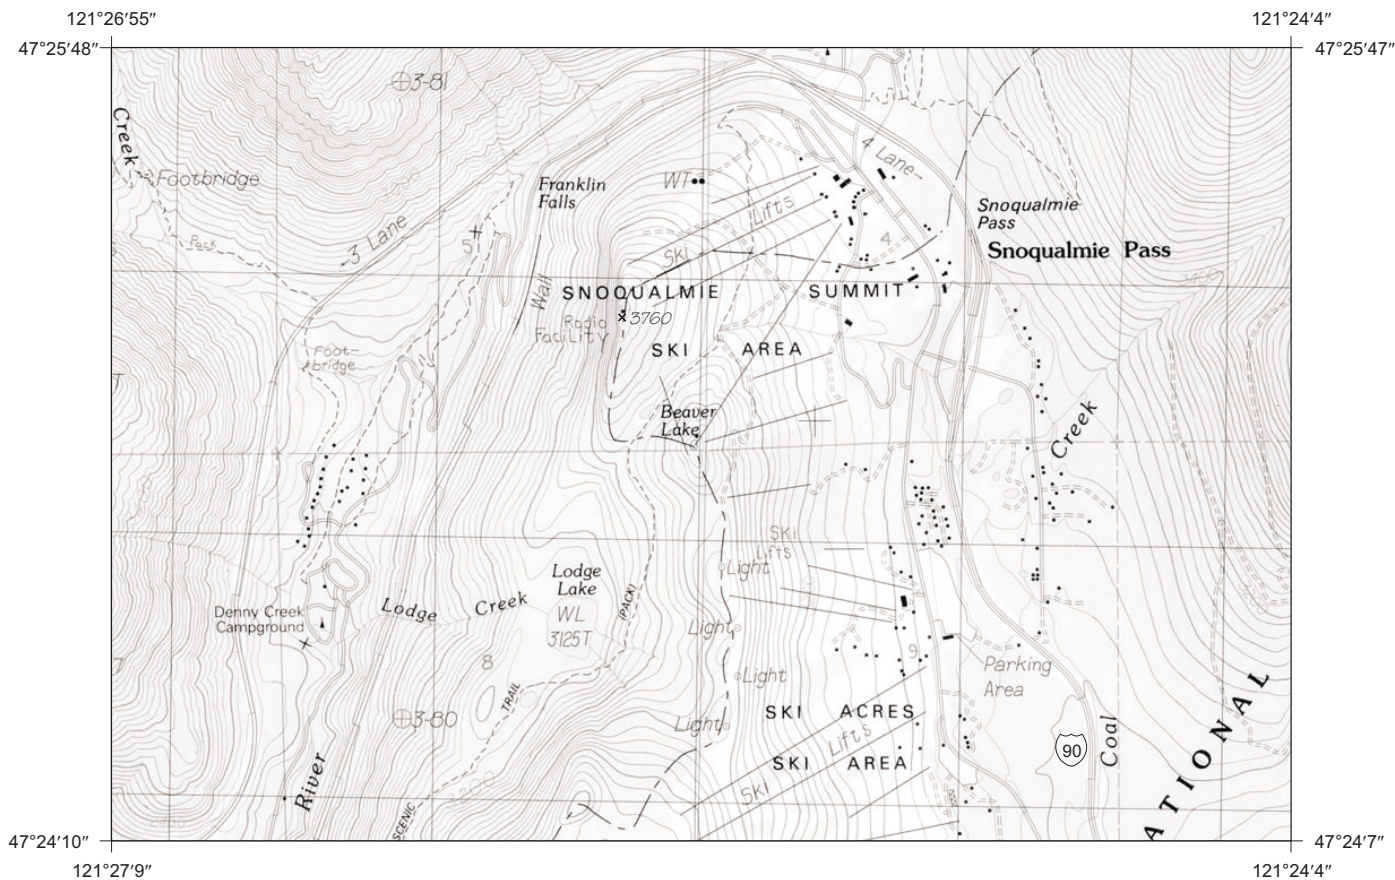 121°26′55″
121°24′4″
47°25′48″
47°25′47″
3-81
Creek
Footbridge
Franklin
Falls
WT
4 Lane
Lifts
Snoqualmie
Pass
Snoqualmie Pass
Pack
3 Lane
5
4
Ski
Wall
SNOQUALMIE SUMMIT
Radio
Facility
3760
SKI AREA
Foot-
bridge
Beaver
Lake
Creek
Ski
Lifts
Light
Lodge
Lake
WL
3125T
(PACK)
Denny Creek
Campground
Lodge Creek
Light
7
8
9
Parking
Area
Light
TRAIL
3-80
Light
SKI ACRES
Lifts
SKI AREA
Ski
90
Coal
ATIONAL
River
SCENIC
3200
47°24′10″
47°24′7″
121°27′9″
121°24′4″